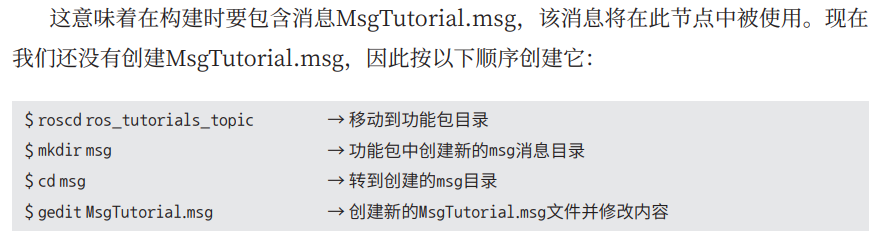 这意味着在构建时要包含消息MsgTutorial.msg，该消息将在此节点中被使用。现在
我们还没有创建MsgTutorial.msg，因此按以下顺序创建它：
$ roscd ros_tutorials_topic → 移动到功能包目录
$ mkdir msg → 功能包中创建新的msg消息目录
$ cd msg → 转到创建的msg目录
$ gedit MsgTutorial.msg → 创建新的MsgTutorial.msg文件并修改内容